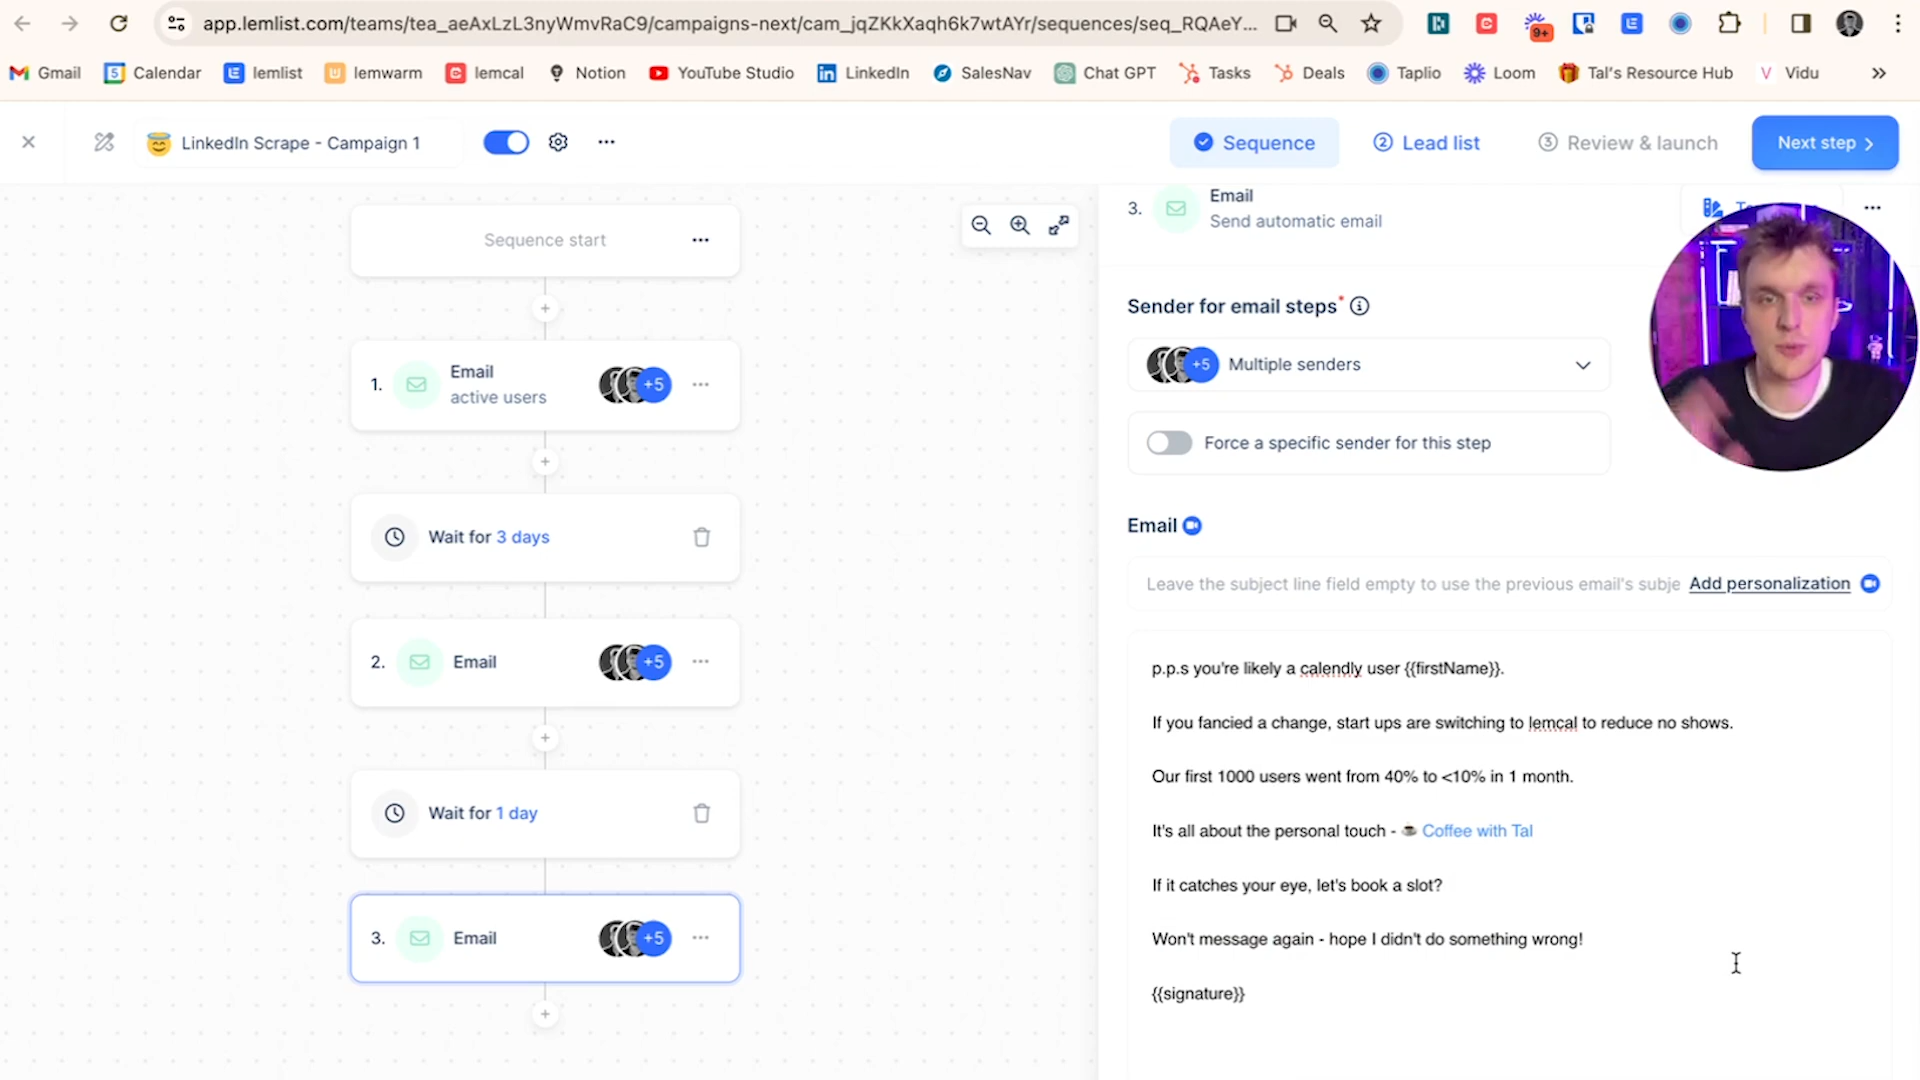 app.lemlist.com/teams/tea_aeAxLzL3nyWmvRaC9/campaigns-next/cam_jqZKkXaqh6k7wtAYr/sequences/seq_RQAeY...
9+
Gmail
5 Calendar
lemlist
lemwarm
lemcal
Notion
YouTube Studio
LinkedIn
SalesNav
Chat GPT
Tasks
Deals
Taplio
Loom
Tal's Resource Hub
Vidu
LinkedIn Scrape - Campaign 1
Sequence
2 Lead list
3 Review & launch
Next step
Sequence start
1. Email
active users
+5
Wait for 3 days
2. Email
+5
Wait for 1 day
3. Email
+5
3. Email
Send automatic email
Sender for email steps*
+5 Multiple senders
Force a specific sender for this step
Email
Leave the subject line field empty to use the previous email's subje
Add personalization
p.p.s you're likely a calendly user {{firstName}}.
If you fancied a change, start ups are switching to lemcal to reduce no shows.
Our first 1000 users went from 40% to <10% in 1 month.
It's all about the personal touch - ☕ Coffee with Tal
If it catches your eye, let's book a slot?
Won't message again - hope I didn't do something wrong!
{{signature}}